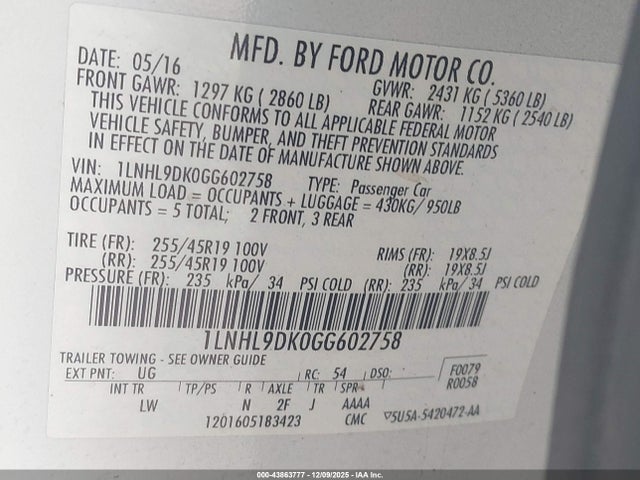 MFD. BY FORD MOTOR CO.
DATE: 05/16 GVWR: 2431 KG ( 5360 LB)
FRONT GAWR: 1297 KG ( 2860 LB) REAR GAWR: 1152 KG ( 2540 LB)
THIS VEHICLE CONFORMS TO ALL APPLICABLE FEDERAL MOTOR
VEHICLE SAFETY, BUMPER, AND THEFT PREVENTION STANDARDS
IN EFFECT ON THE DATE OF MANUFACTURE SHOWN ABOVE.
VIN: 1LNHL9DK0GG602758 TYPE: Passenger Car
MAXIMUM LOAD = OCCUPANTS + LUGGAGE = 430KG/ 950LB
OCCUPANTS = 5 TOTAL; 2 FRONT, 3 REAR
TIRE (FR): 255/45R19 100V RIMS (FR): 19X8.5J
(RR): 255/45R19 100V (RR): 19X8.5J
PRESSURE (FR): 235 kPa/ 34 PSI COLD (RR): 235 kPa/ 34 PSI COLD
1LNHL9DK0GG602758
TRAILER TOWING - SEE OWNER GUIDE
EXT PNT: UG RC: 54 DSO: F0079
R0058
INT TR TP/PS R AXLE TR SPR
LW N 2F J AAAA
1201605183423 CMC 5U5A-5420472-AA
000-43863777 - 12/09/2025 - IAA Inc.